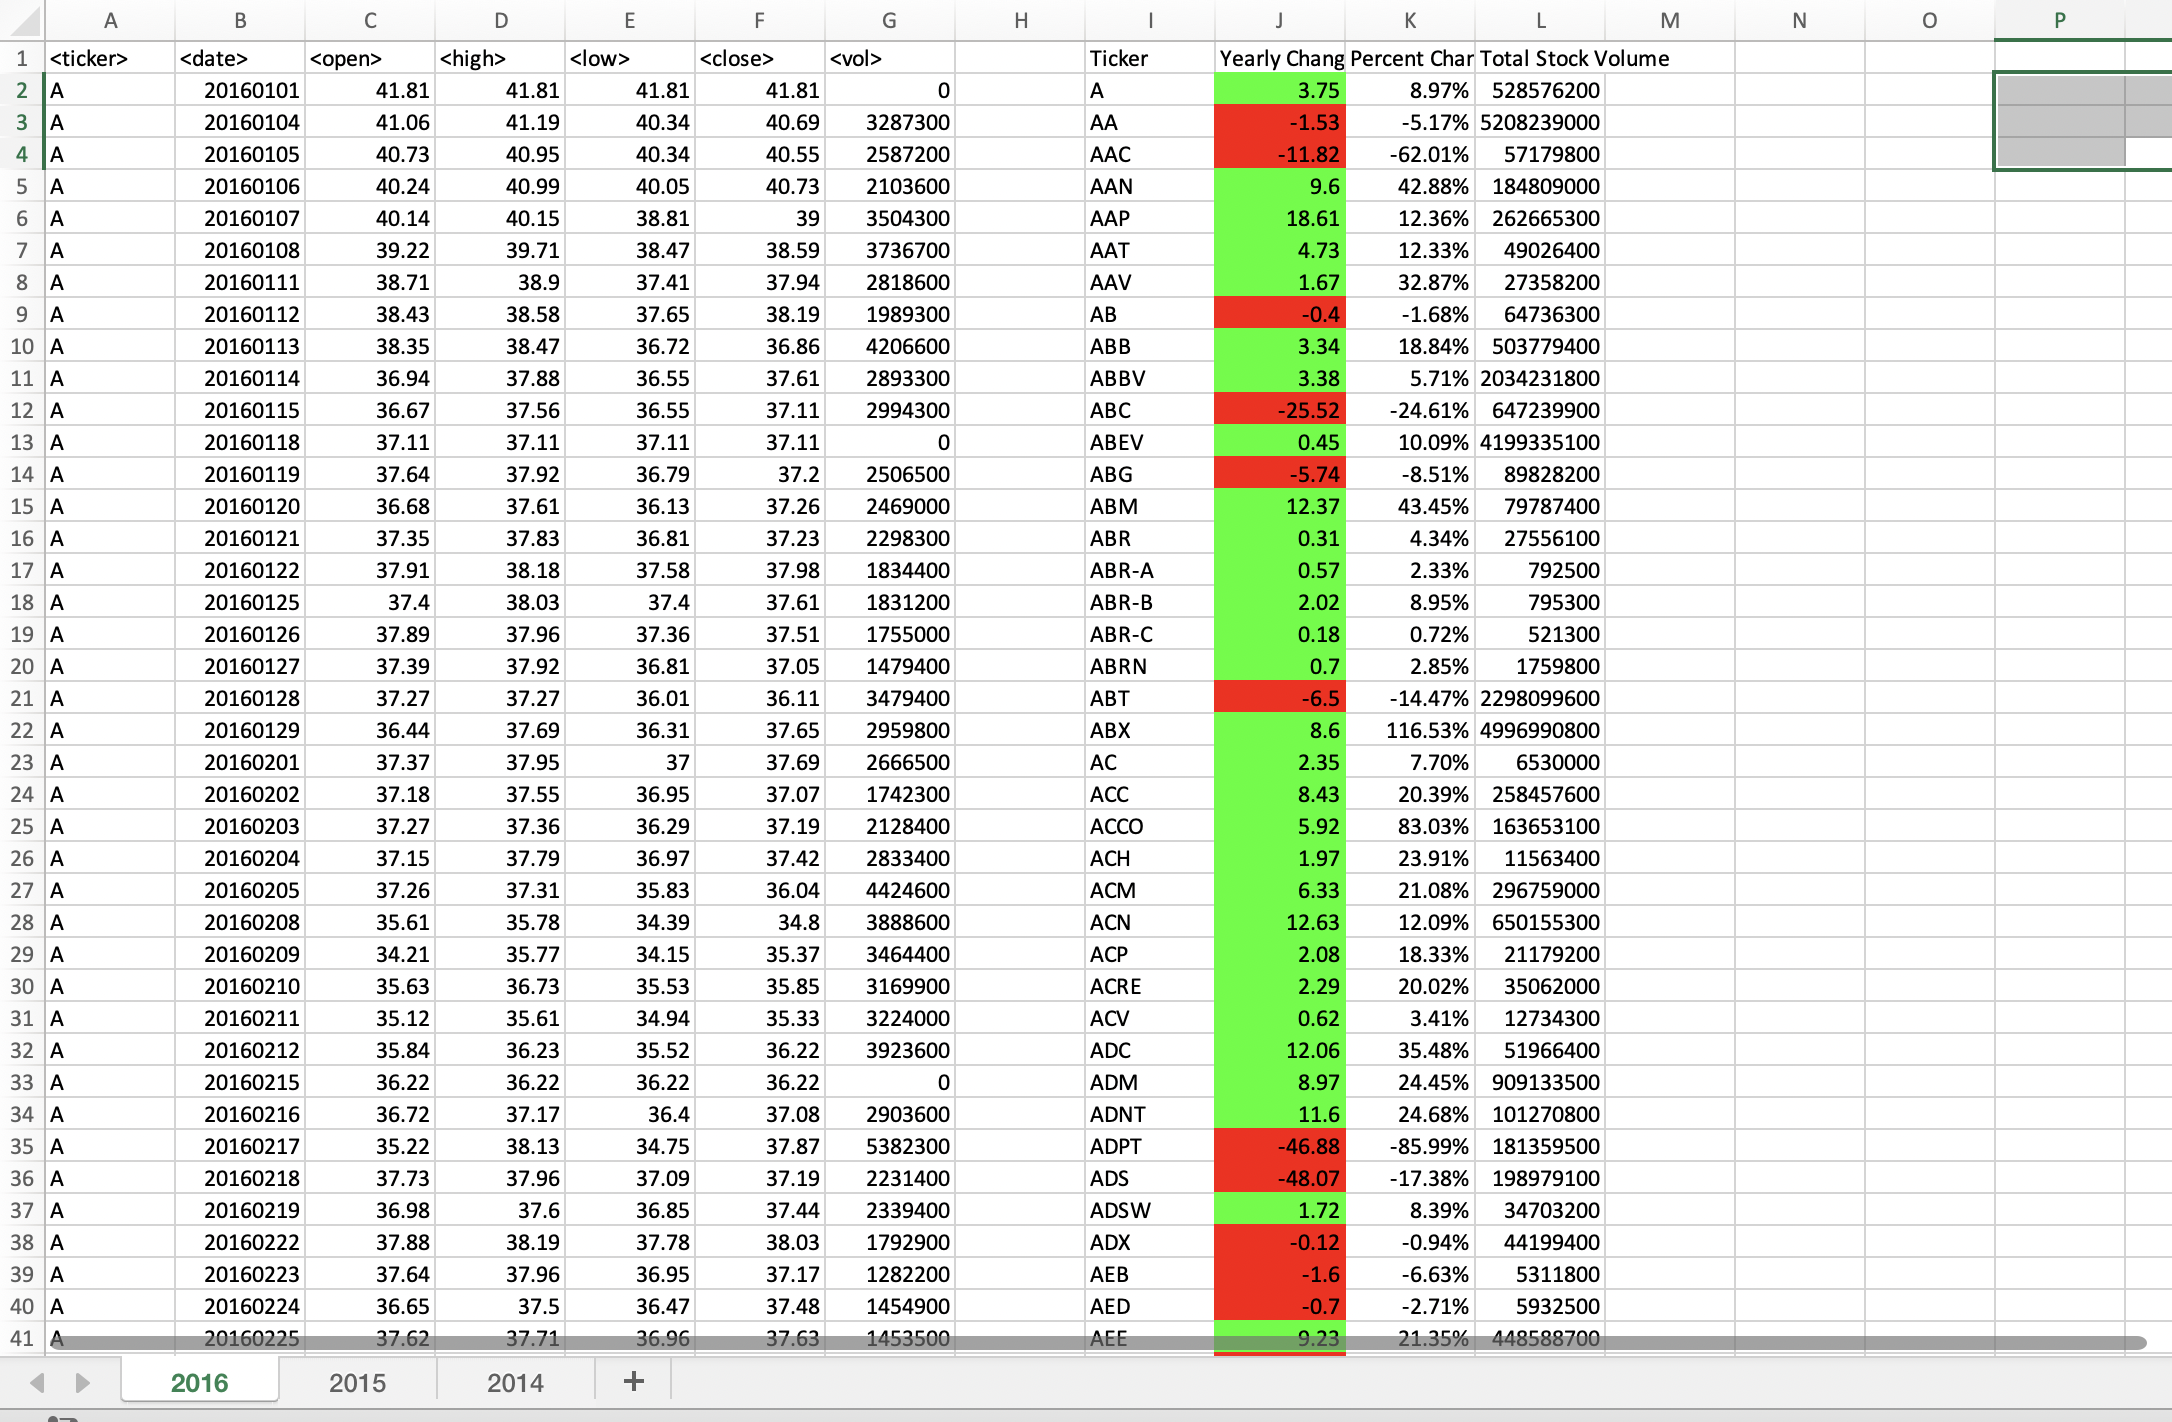 A B C D E F G H I J K L M N O P
1 <ticker> <date> <open> <high> <low> <close> <vol> Ticker Yearly Chang Percent Char Total Stock Volume
2 A 20160101 41.81 41.81 41.81 41.81 0 A 3.75 8.97% 528576200
3 A 20160104 41.06 41.19 40.34 40.69 3287300 AA -1.53 -5.17% 5208239000
4 A 20160105 40.73 40.95 40.34 40.55 2587200 AAC -11.82 -62.01% 57179800
5 A 20160106 40.24 40.99 40.05 40.73 2103600 AAN 9.6 42.88% 184809000
6 A 20160107 40.14 40.15 38.81 39 3504300 AAP 18.61 12.36% 262665300
7 A 20160108 39.22 39.71 38.47 38.59 3736700 AAT 4.73 12.33% 49026400
8 A 20160111 38.71 38.9 37.41 37.94 2818600 AAV 1.67 32.87% 27358200
9 A 20160112 38.43 38.58 37.65 38.19 1989300 AB -0.4 -1.68% 64736300
10 A 20160113 38.35 38.47 36.72 36.86 4206600 ABB 3.34 18.84% 503779400
11 A 20160114 36.94 37.88 36.55 37.61 2893300 ABBV 3.38 5.71% 2034231800
12 A 20160115 36.67 37.56 36.55 37.11 2994300 ABC -25.52 -24.61% 647239900
13 A 20160118 37.11 37.11 37.11 37.11 0 ABEV 0.45 10.09% 4199335100
14 A 20160119 37.64 37.92 36.79 37.2 2506500 ABG -5.74 -8.51% 89828200
15 A 20160120 36.68 37.61 36.13 37.26 2469000 ABM 12.37 43.45% 79787400
16 A 20160121 37.35 37.83 36.81 37.23 2298300 ABR 0.31 4.34% 27556100
17 A 20160122 37.91 38.18 37.58 37.98 1834400 ABR-A 0.57 2.33% 792500
18 A 20160125 37.4 38.03 37.4 37.61 1831200 ABR-B 2.02 8.95% 795300
19 A 20160126 37.89 37.96 37.36 37.51 1755000 ABR-C 0.18 0.72% 521300
20 A 20160127 37.39 37.92 36.81 37.05 1479400 ABRN 0.7 2.85% 1759800
21 A 20160128 37.27 37.27 36.01 36.11 3479400 ABT -6.5 -14.47% 2298099600
22 A 20160129 36.44 37.69 36.31 37.65 2959800 ABX 8.6 116.53% 4996990800
23 A 20160201 37.37 37.95 37 37.69 2666500 AC 2.35 7.70% 6530000
24 A 20160202 37.18 37.55 36.95 37.07 1742300 ACC 8.43 20.39% 258457600
25 A 20160203 37.27 37.36 36.29 37.19 2128400 ACCO 5.92 83.03% 163653100
26 A 20160204 37.15 37.79 36.97 37.42 2833400 ACH 1.97 23.91% 11563400
27 A 20160205 37.26 37.31 35.83 36.04 4424600 ACM 6.33 21.08% 296759000
28 A 20160208 35.61 35.78 34.39 34.8 3888600 ACN 12.63 12.09% 650155300
29 A 20160209 34.21 35.77 34.15 35.37 3464400 ACP 2.08 18.33% 21179200
30 A 20160210 35.63 36.73 35.53 35.85 3169900 ACRE 2.29 20.02% 35062000
31 A 20160211 35.12 35.61 34.94 35.33 3224000 ACV 0.62 3.41% 12734300
32 A 20160212 35.84 36.23 35.52 36.22 3923600 ADC 12.06 35.48% 51966400
33 A 20160215 36.22 36.22 36.22 36.22 0 ADM 8.97 24.45% 909133500
34 A 20160216 36.72 37.17 36.4 37.08 2903600 ADNT 11.6 24.68% 101270800
35 A 20160217 35.22 38.13 34.75 37.87 5382300 ADPT -46.88 -85.99% 181359500
36 A 20160218 37.73 37.96 37.09 37.19 2231400 ADS -48.07 -17.38% 198979100
37 A 20160219 36.98 37.6 36.85 37.44 2339400 ADSW 1.72 8.39% 34703200
38 A 20160222 37.88 38.19 37.78 38.03 1792900 ADX -0.12 -0.94% 44199400
39 A 20160223 37.64 37.96 36.95 37.17 1282200 AEB -1.6 -6.63% 5311800
40 A 20160224 36.65 37.5 36.47 37.48 1454900 AED -0.7 -2.71% 5932500
41 A 20160225 37.62 37.71 36.96 37.63 1453500 AEE 9.23 21.35% 448588700
2016 2015 2014 +